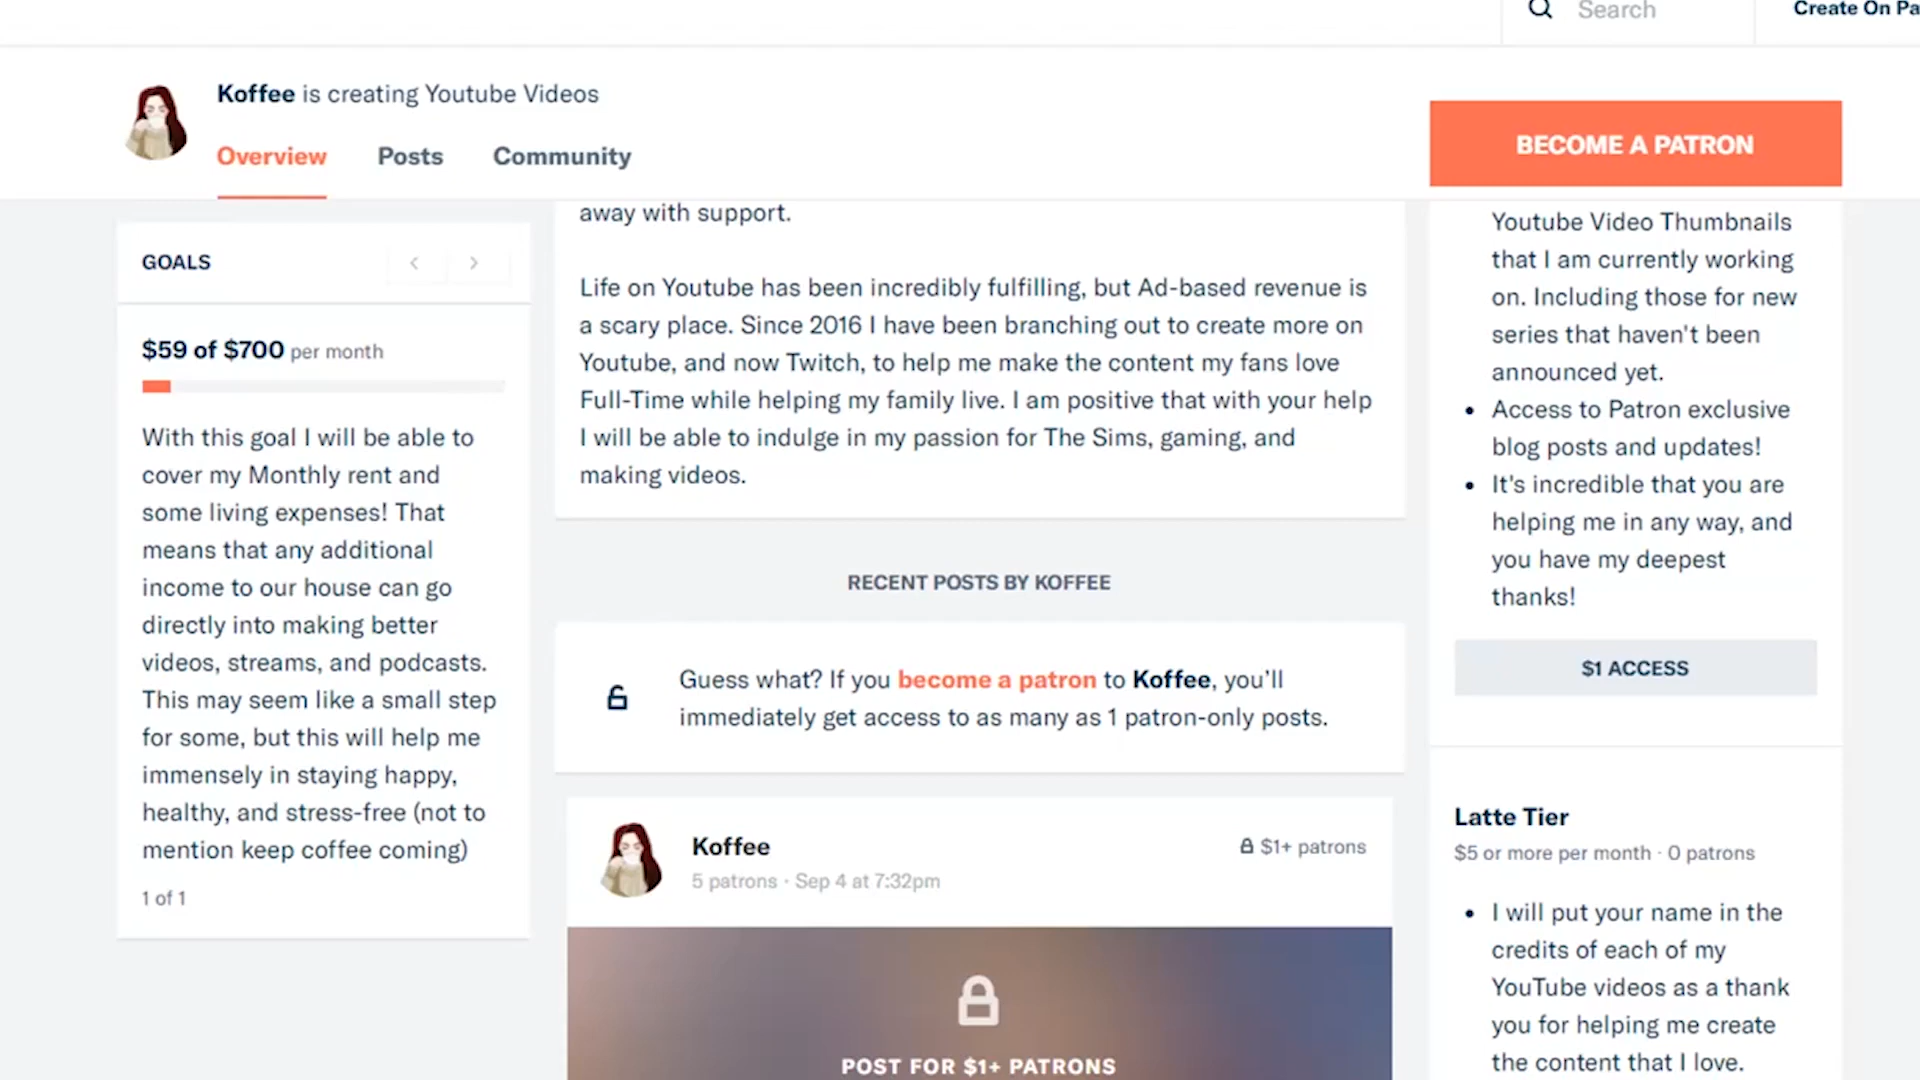 Search
Create On Pa
Koffee is creating Youtube Videos
Overview Posts Community
BECOME A PATRON
GOALS
$59 of $700 per month
With this goal I will be able to
cover my Monthly rent and
some living expenses! That
means that any additional
income to our house can go
directly into making better
videos, streams, and podcasts.
This may seem like a small step
for some, but this will help me
immensely in staying happy,
healthy, and stress-free (not to
mention keep coffee coming)
1 of 1
away with support.
Life on Youtube has been incredibly fulfilling, but Ad-based revenue is
a scary place. Since 2016 I have been branching out to create more on
Youtube, and now Twitch, to help me make the content my fans love
Full-Time while helping my family live. I am positive that with your help
I will be able to indulge in my passion for The Sims, gaming, and
making videos.
RECENT POSTS BY KOFFEE
Guess what? If you become a patron to Koffee, you'll
immediately get access to as many as 1 patron-only posts.
Koffee
$1+ patrons
5 patrons · Sep 4 at 7:32pm
POST FOR $1+ PATRONS
Youtube Video Thumbnails
that I am currently working
on. Including those for new
series that haven't been
announced yet.
• Access to Patron exclusive
blog posts and updates!
• It's incredible that you are
helping me in any way, and
you have my deepest
thanks!
$1 ACCESS
Latte Tier
$5 or more per month · 0 patrons
• I will put your name in the
credits of each of my
YouTube videos as a thank
you for helping me create
the content that I love.